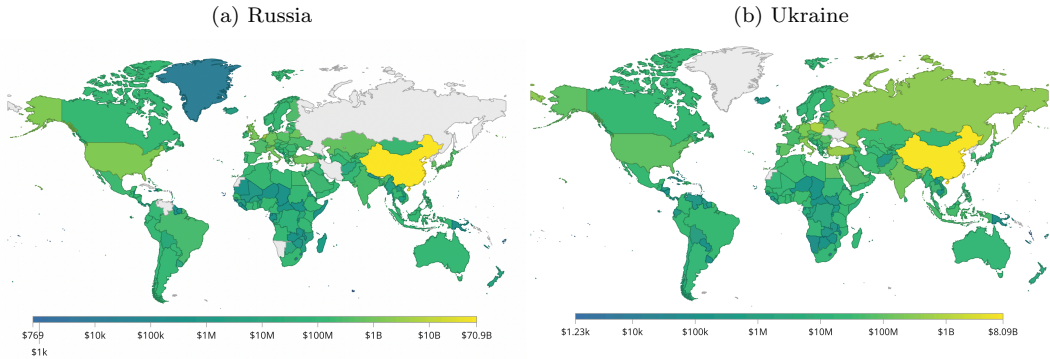 (a) Russia
(b) Ukraine
$769 $10k $100k $1M $10M $100M $1B $10B $70.9B
$1k
$1.23k $10k $100k $1M $10M $100M $1B $8.09B